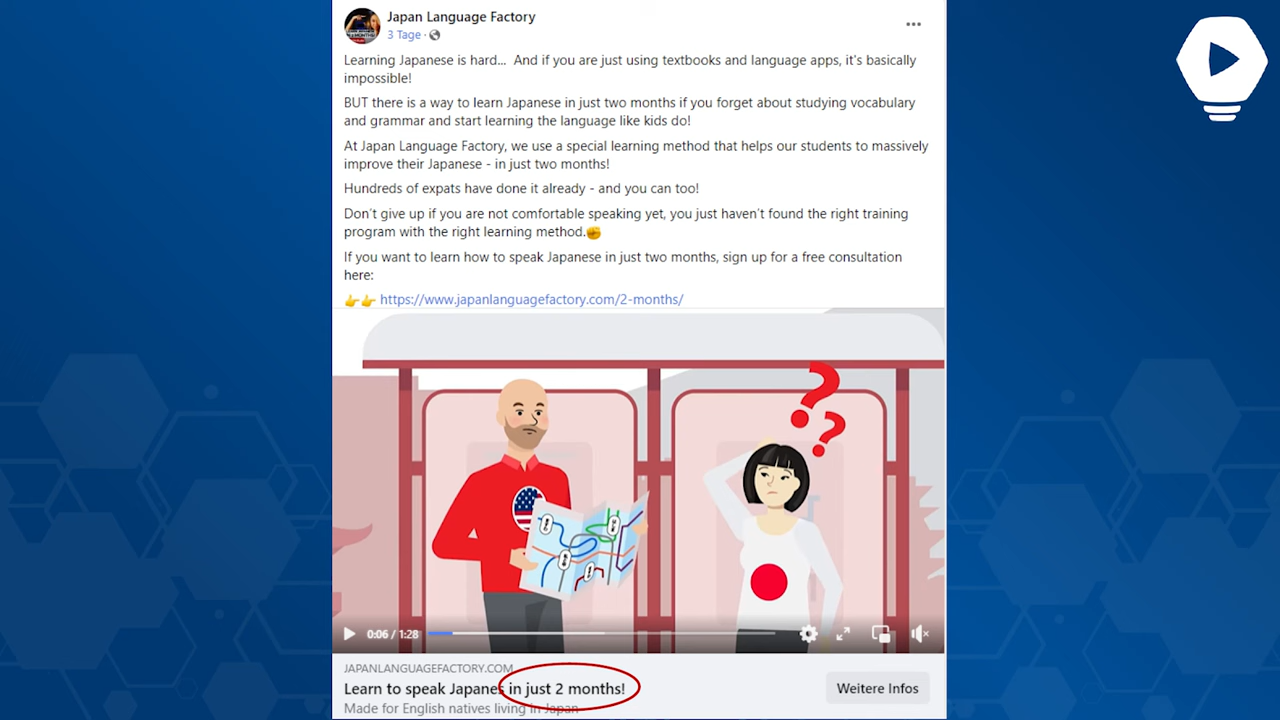 Japan Language Factory
3 Tage ·
Learning Japanese is hard... And if you are just using textbooks and language apps, it's basically
impossible!
BUT there is a way to learn Japanese in just two months if you forget about studying vocabulary
and grammar and start learning the language like kids do!
At Japan Language Factory, we use a special learning method that helps our students to massively
improve their Japanese - in just two months!
Hundreds of expats have done it already - and you can too!
Don´t give up if you are not comfortable speaking yet, you just haven´t found the right training
program with the right learning method.✊
If you want to learn how to speak Japanese in just two months, sign up for a free consultation
here:
👉👉 https://www.japanlanguagefactory.com/2-months/
0:06 / 1:28
JAPANLANGUAGEFACTORY.COM
Learn to speak Japanes in just 2 months!
Weitere Infos
Made for English natives living in Japan